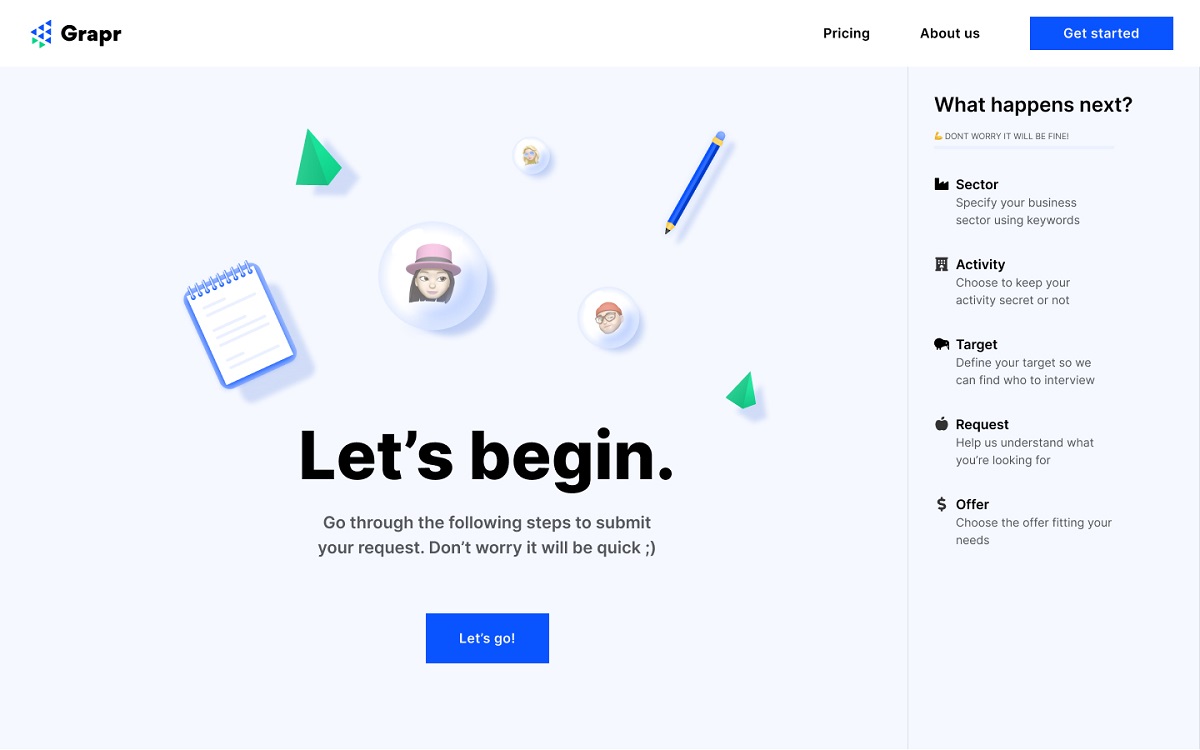 Grapr
Pricing
About us
Get started
Let’s begin.
Go through the following steps to submit
your request. Don’t worry it will be quick ;)
Let’s go!
What happens next?
💪 DONT WORRY IT WILL BE FINE!
Sector
Specify your business
sector using keywords
Activity
Choose to keep your
activity secret or not
Target
Define your target so we
can find who to interview
Request
Help us understand what
you’re looking for
Offer
Choose the offer fitting your
needs